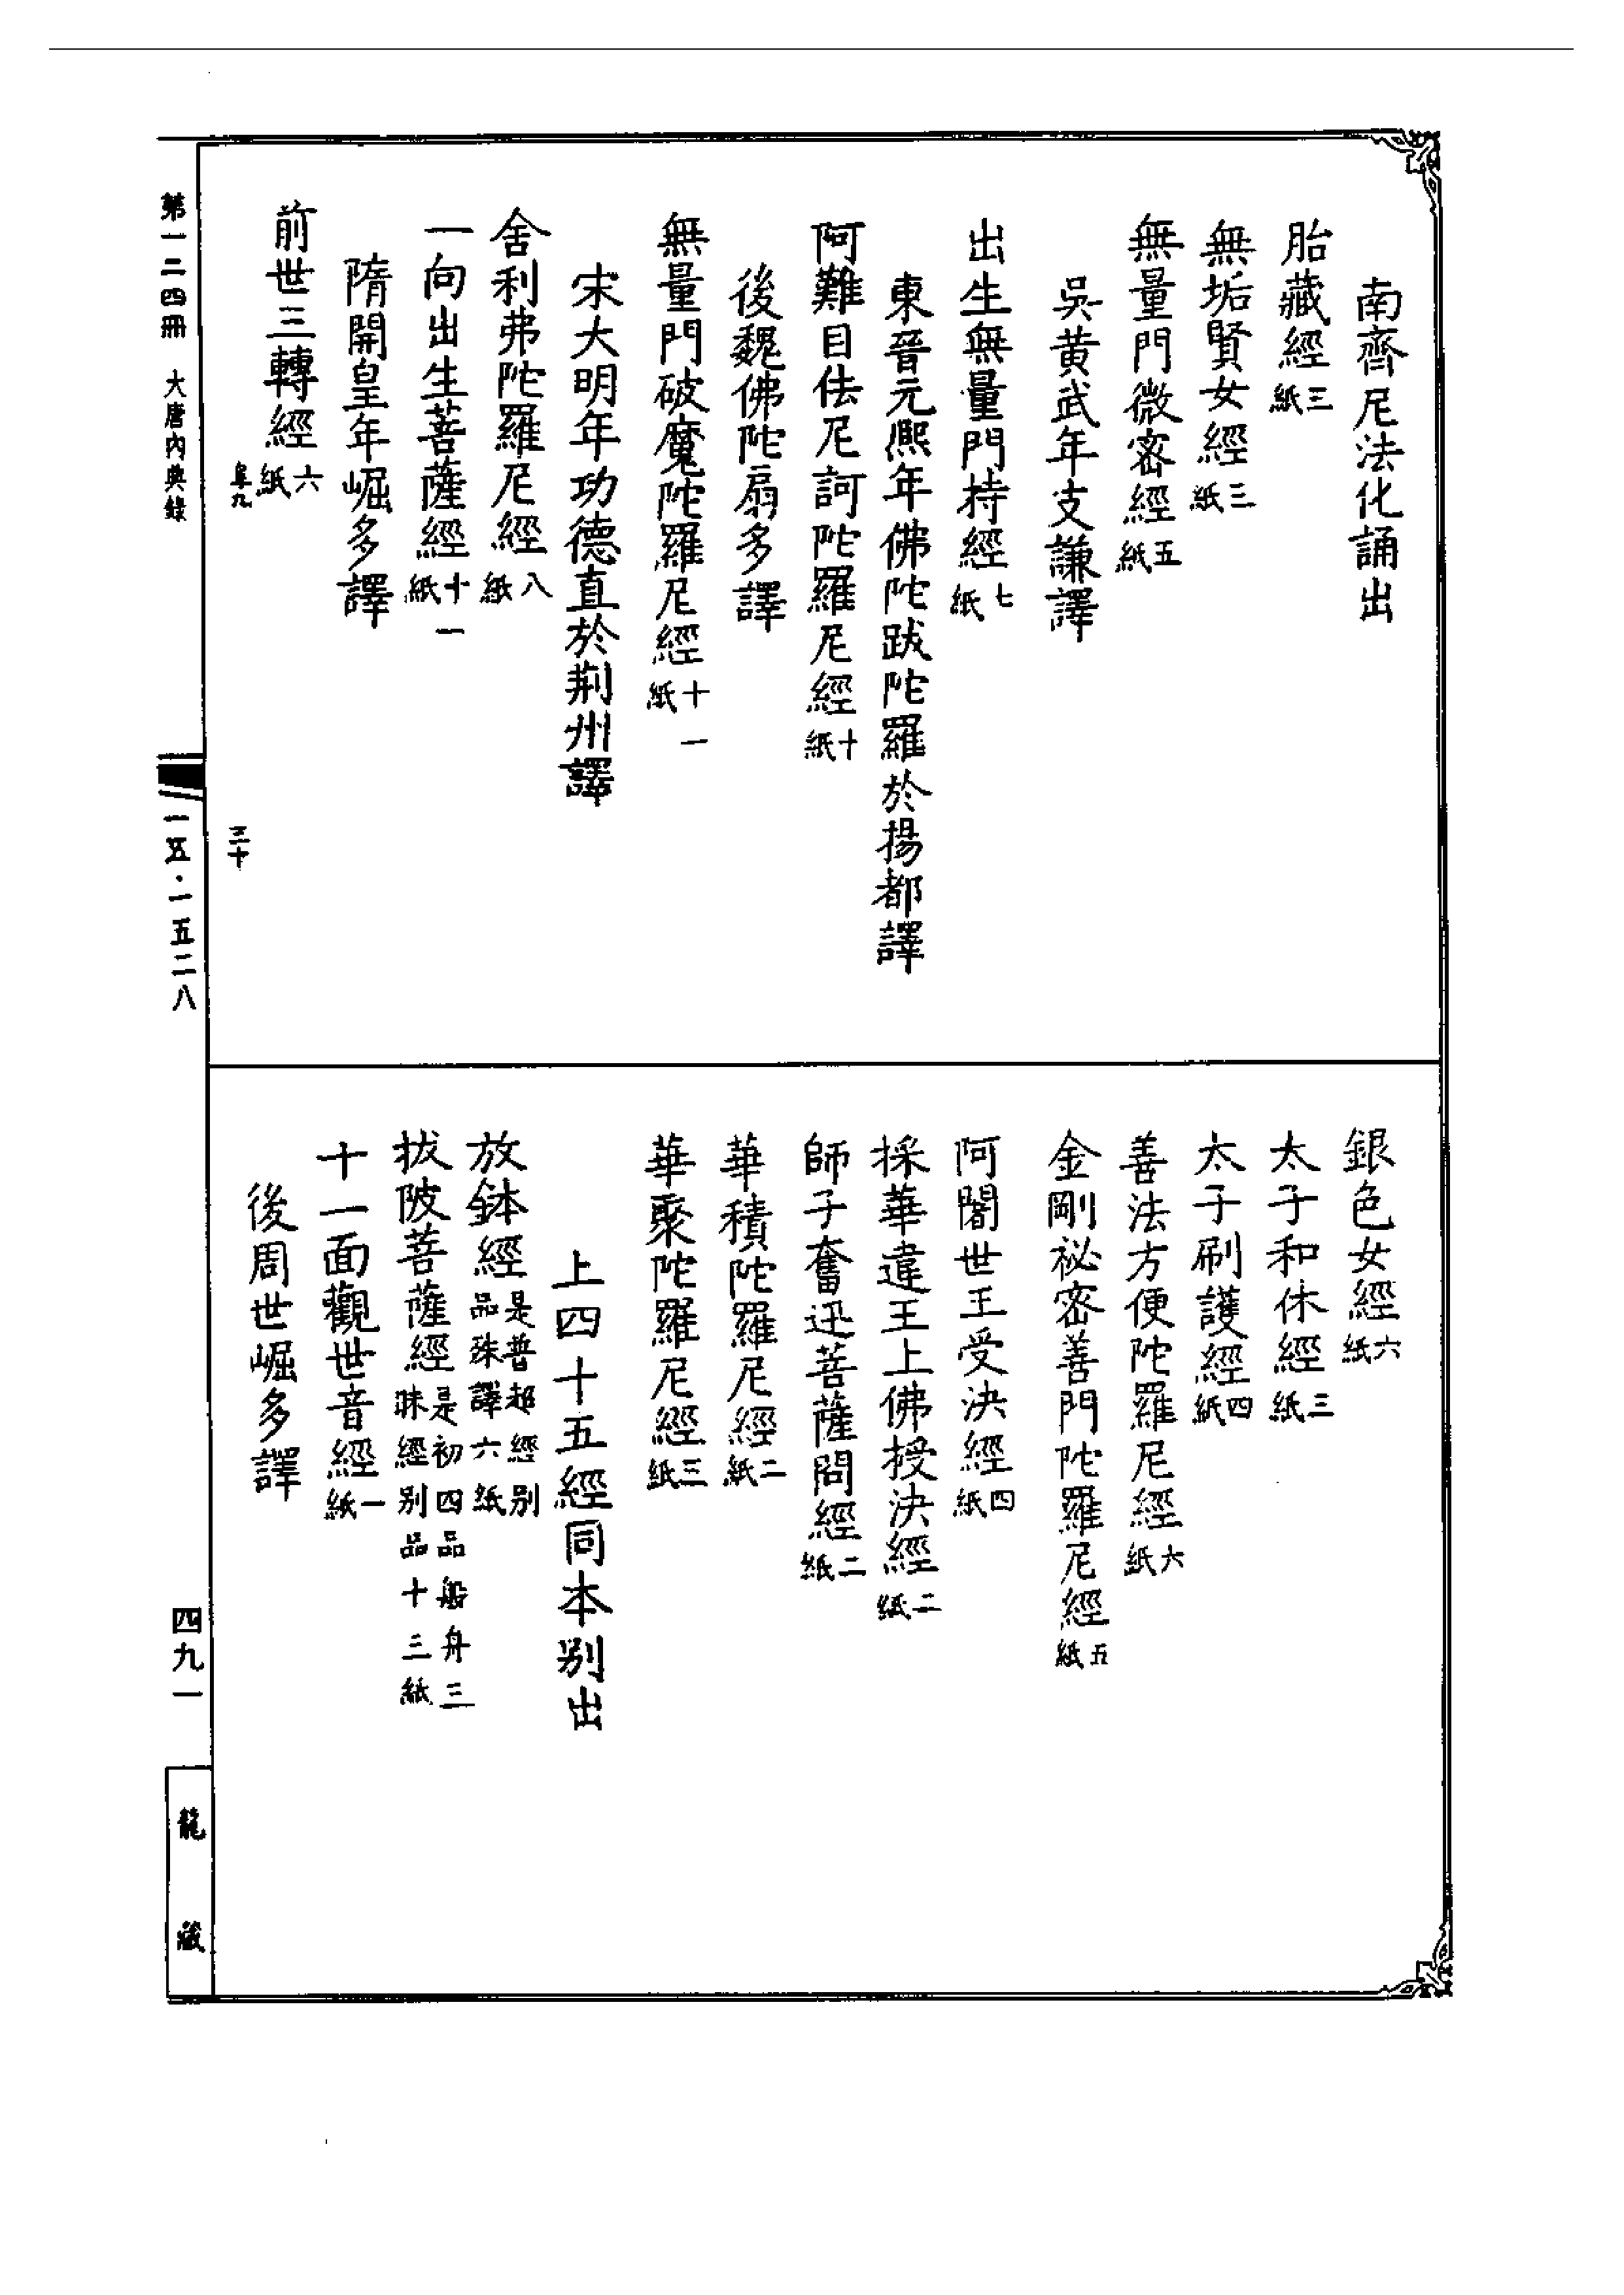 南齊尼法化誦出
胎藏經三紙
無垢賢女經三紙
無量門微密經五紙
吳黃武年支謙譯
出生無量門持經七紙
東晉元熈年佛陀跋陀羅於揚都譯
阿難目佉尼訶陀羅尼經十紙
後魏佛陀扇多譯
無量門破魔陀羅尼經十一紙
宋大明年功德直於荆州譯
舍利弗陀羅尼經八紙
一向出生菩薩經十一紙
隋開皇年崛多譯
前世三轉經六紙
阜九
三十
銀色女經六紙
太子和休經三紙
太子刷護經四紙
善法方便陀羅尼經六紙
金剛祕密善門陀羅尼經五紙
阿闍世王受決經四紙
採華違王上佛授決經二紙
師子奮迅菩薩問經二紙
華積陀羅尼經二紙
華聚陀羅尼經三紙
上四十五經同本别出
放鉢經是普超經别品殊譯六紙
拔陂菩薩經是初四品船舟三昧經别品十三紙
十一面觀世音經一紙
後周世崛多譯
第一二四冊
大唐內典錄
一五·一五二八
四九一
龍藏